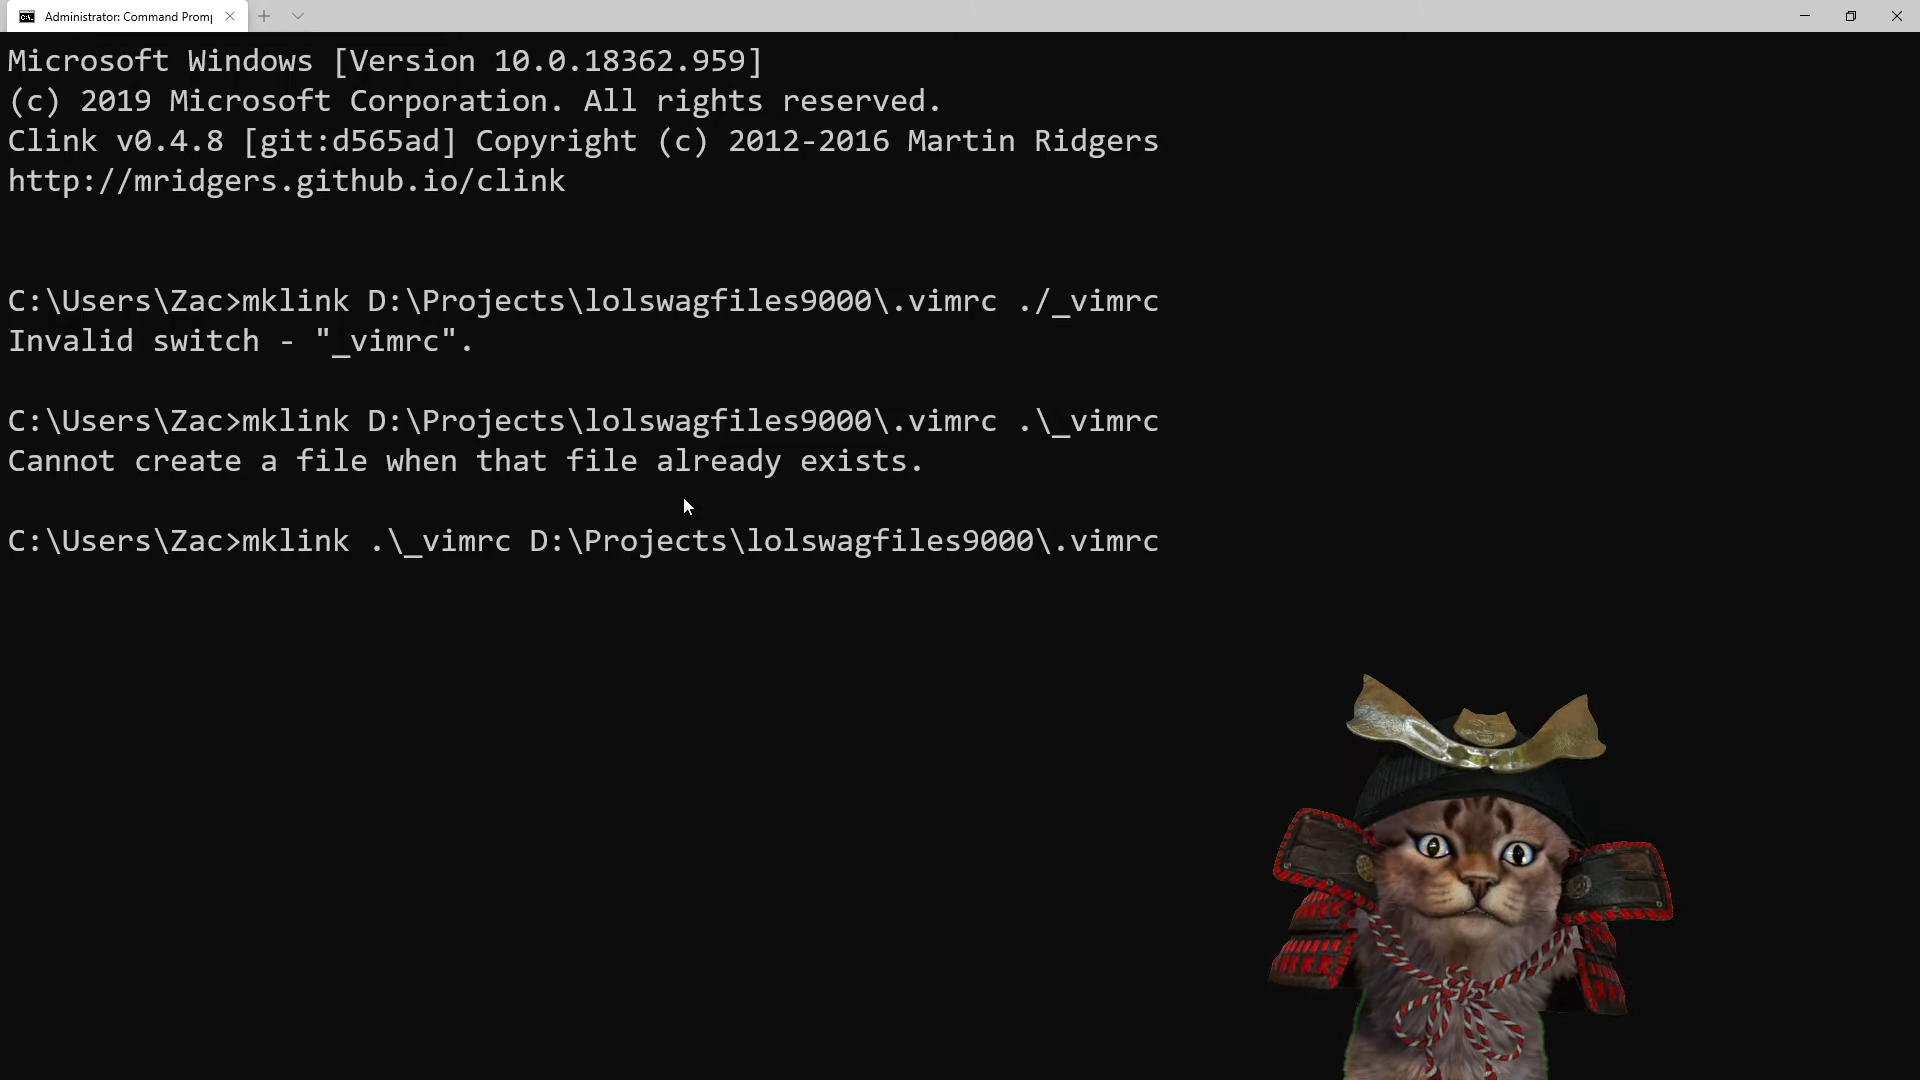 Administrator: Command Promp
Microsoft Windows [Version 10.0.18362.959]
(c) 2019 Microsoft Corporation. All rights reserved.
Clink v0.4.8 [git:d565ad] Copyright (c) 2012-2016 Martin Ridgers
http://mridgers.github.io/clink
C:\Users\Zac>mklink D:\Projects\lolswagfiles9000\.vimrc ./_vimrc
Invalid switch - "_vimrc".
C:\Users\Zac>mklink D:\Projects\lolswagfiles9000\.vimrc .\_vimrc
Cannot create a file when that file already exists.
C:\Users\Zac>mklink .\_vimrc D:\Projects\lolswagfiles9000\.vimrc